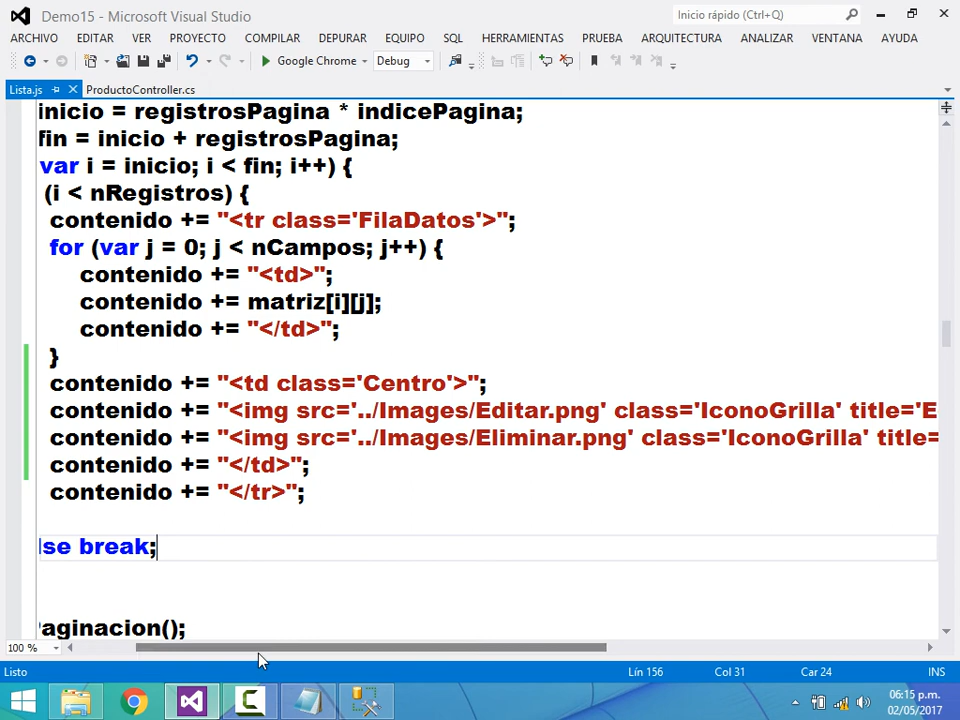 Demo15 - Microsoft Visual Studio
Inicio rápido (Ctrl+Q)
ARCHIVO EDITAR VER PROYECTO COMPILAR DEPURAR EQUIPO SQL HERRAMIENTAS PRUEBA ARQUITECTURA ANALIZAR VENTANA AYUDA
Google Chrome Debug
Lista.js ProductoController.cs
inicio = registrosPagina * indicePagina;
fin = inicio + registrosPagina;
var i = inicio; i < fin; i++) {
(i < nRegistros) {
contenido += "<tr class='FilaDatos'>";
for (var j = 0; j < nCampos; j++) {
contenido += "<td>";
contenido += matriz[i][j];
contenido += "</td>";
}
contenido += "<td class='Centro'>";
contenido += "<img src='../Images/Editar.png' class='IconoGrilla' title='E
contenido += "<img src='../Images/Eliminar.png' class='IconoGrilla' title=
contenido += "</td>";
contenido += "</tr>";
lse break;
Paginacion();
100 %
Listo Lín 156 Col 31 Car 24 INS
06:15 p.m.
02/05/2017